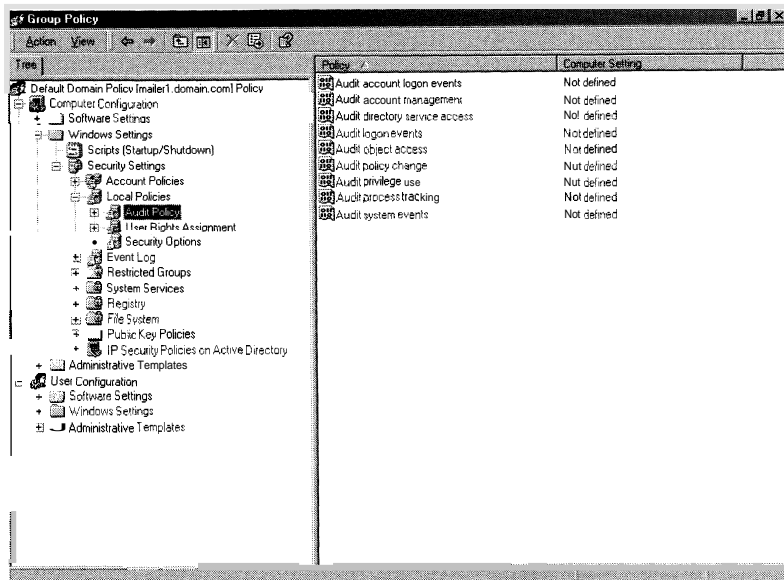 Group Policy
Action View
Tree
Policy Computer Setting
Default Domain Policy [mailer1.domain.com] Policy
Computer Configuration
Software Settings
Windows Settings
Scripts (Startup/Shutdown)
Security Settings
Account Policies
Local Policies
Audit Policy
User Rights Assignment
Security Options
Event Log
Restricted Groups
System Services
Registry
File System
Public Key Policies
IP Security Policies on Active Directory
Administrative Templates
User Configuration
Software Settings
Windows Settings
Administrative Templates
Audit account logon events Not defined
Audit account management Not defined
Audit directory service access Not defined
Audit logon events Not defined
Audit object access Not defined
Audit policy change Not defined
Audit privilege use Not defined
Audit process tracking Not defined
Audit system events Not defined